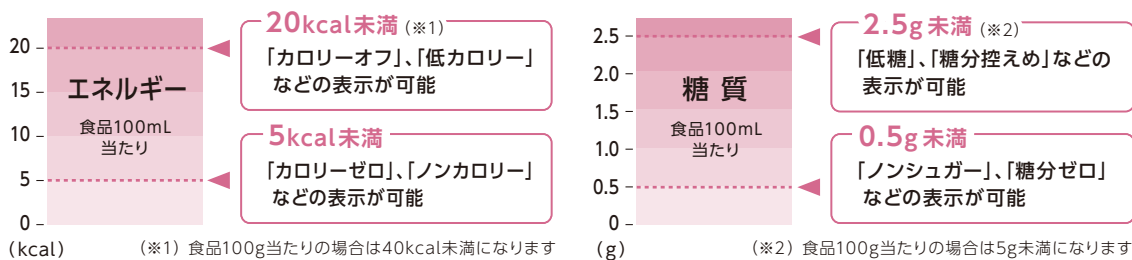 20kcal未満(※1)
「カロリーオフ」、「低カロリー」
などの表示が可能
20
15
10
5
0
(kcal)
エネルギー
食品100mL
当たり
5kcal未満
「カロリーゼロ」、「ノンカロリー」
などの表示が可能
(※1) 食品100g当たりの場合は40kcal未満になります
2.5g未満(※2)
「低糖」、「糖分控えめ」などの
表示が可能
2.5
2.0
1.5
1.0
0.5
0
(g)
糖質
食品100mL
当たり
0.5g未満
「ノンシュガー」、「糖分ゼロ」
などの表示が可能
(※2) 食品100g当たりの場合は5g未満になります